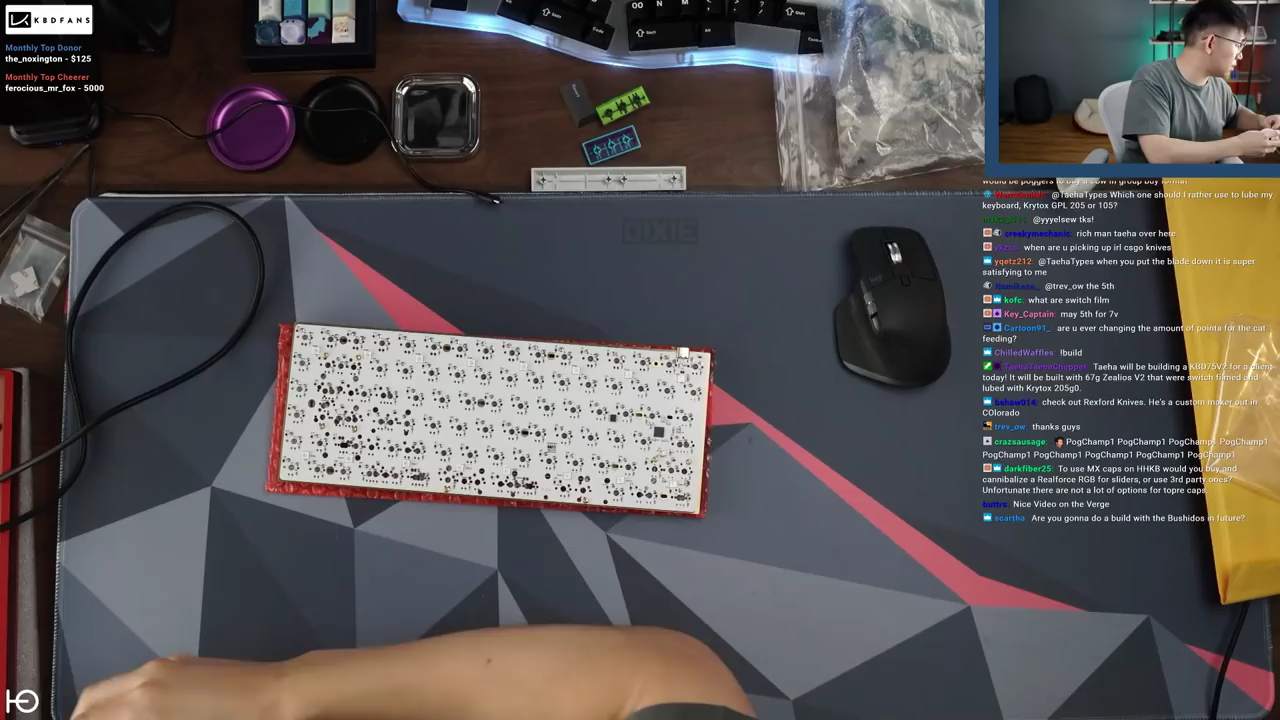 KBDFANS
Monthly Top Donor
the_noxington - $125
Monthly Top Cheerer
ferocious_mr_fox - 5000
DIXIE
@TaehaTypes Which one should I rather use to lube my
keyboard, Krytox GPL 205 or 105?
@yyyelsew tks!
creekymechanic: rich man taeha over here
when are u picking up irl csgo knives
yqetz212: @TaehaTypes when you put the blade down it is super
satisfying to me
@trev_ow the 5th
kofc: what are switch film
Key_Captain: may 5th for 7v
Cartoon91_ are u ever changing the amount of points for the cat
feeding?
ChilledWaffles: !build
TaehaTaehaChopper: Taeha will be building a KBD75V2 for a client
today! It will be built with 67g Zealios V2 that were switch filmed and
lubed with Krytox 205g0.
bshaw014: check out Rexford Knives. He's a custom maker out in
COlorado
trev_ow: thanks guys
crazsausage: PogChamp1 PogChamp1 PogChamp1 PogChamp1
PogChamp1 PogChamp1 PogChamp1 PogChamp1 PogChamp1
darkfiber25: To use MX caps on HHKB would you buy and
cannibalize a Realforce RGB for sliders, or use 3rd party ones?
Unfortunate there are not a lot of options for topre caps.
buttrs: Nice Video on the Verge
scartha: Are you gonna do a build with the Bushidos in future?